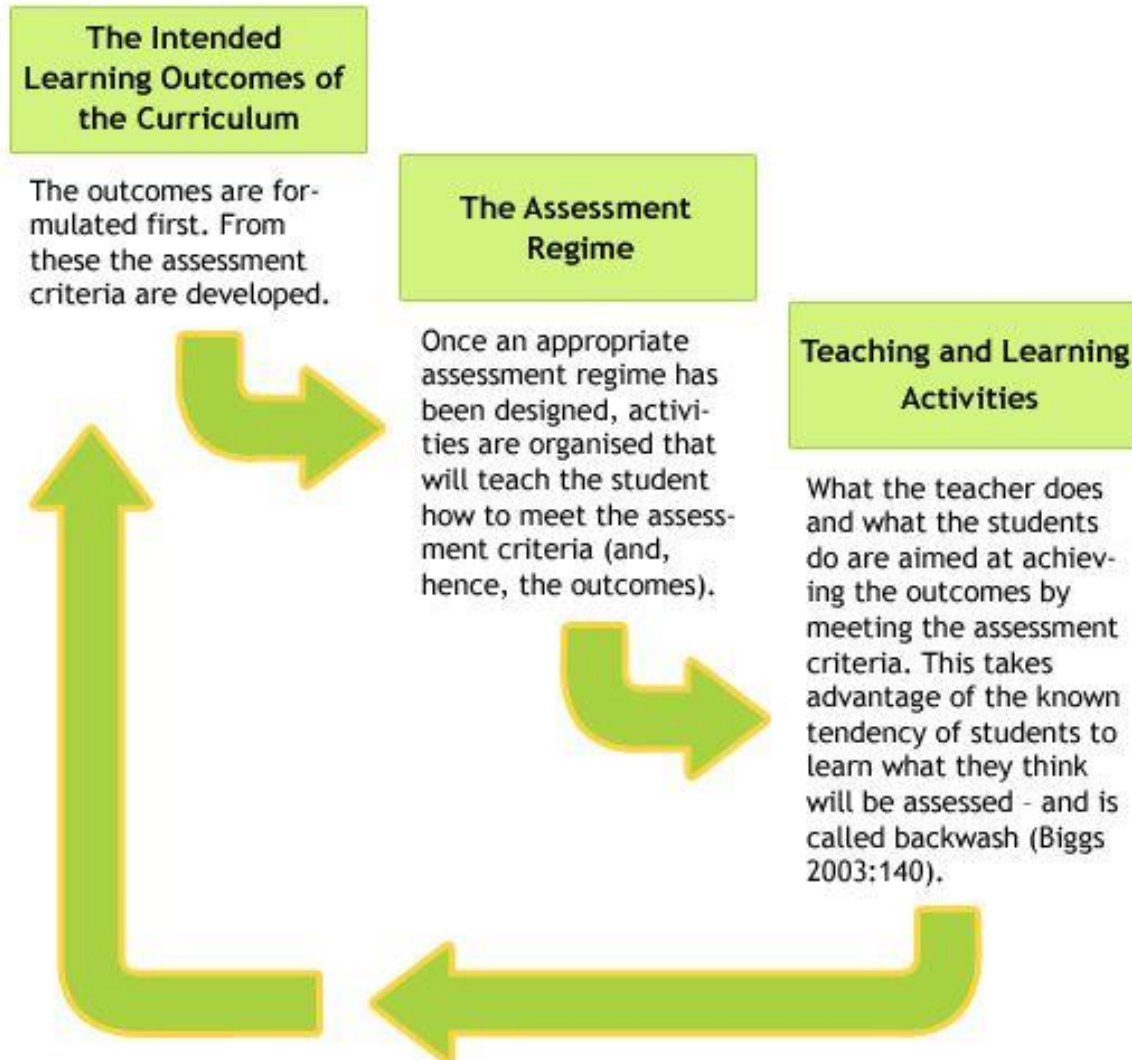 The Intended
Learning Outcomes of
the Curriculum
The outcomes are for-
mulated first. From
these the assessment
criteria are developed.
The Assessment
Regime
Once an appropriate
assessment regime has
been designed, activi-
ties are organised that
will teach the student
how to meet the assess-
ment criteria (and,
hence, the outcomes).
Teaching and Learning
Activities
What the teacher does
and what the students
do are aimed at achiev-
ing the outcomes by
meeting the assessment
criteria. This takes
advantage of the known
tendency of students to
learn what they think
will be assessed – and is
called backwash (Biggs
2003:140).